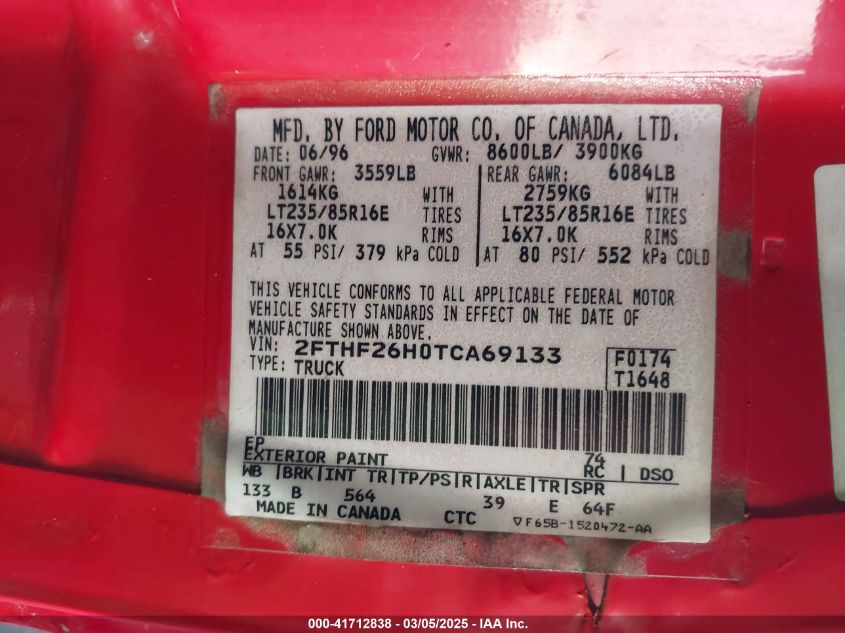 MFD. BY FORD MOTOR CO. OF CANADA, LTD.
DATE: 06/96 GVWR: 8600LB/ 3900KG
FRONT GAWR: 3559LB REAR GAWR: 6084LB
1614KG WITH 2759KG WITH
LT235/85R16E TIRES LT235/85R16E TIRES
16X7.0K RIMS 16X7.0K RIMS
AT 55 PSI/ 379 kPa COLD AT 80 PSI/ 552 kPa COLD
THIS VEHICLE CONFORMS TO ALL APPLICABLE FEDERAL MOTOR
VEHICLE SAFETY STANDARDS IN EFFECT ON THE DATE OF
MANUFACTURE SHOWN ABOVE.
VIN: 2FTHF26H0TCA69133 F0174
TYPE: TRUCK T1648
EP 74
EXTERIOR PAINT RC | DSO
WB |BRK|INT TR|TP/PS|R|AXLE|TR|SPR
133 B 564 39 E 64F
MADE IN CANADA CTC ▽F65B-1520472-AA
000-41712838 - 03/05/2025 - IAA Inc.